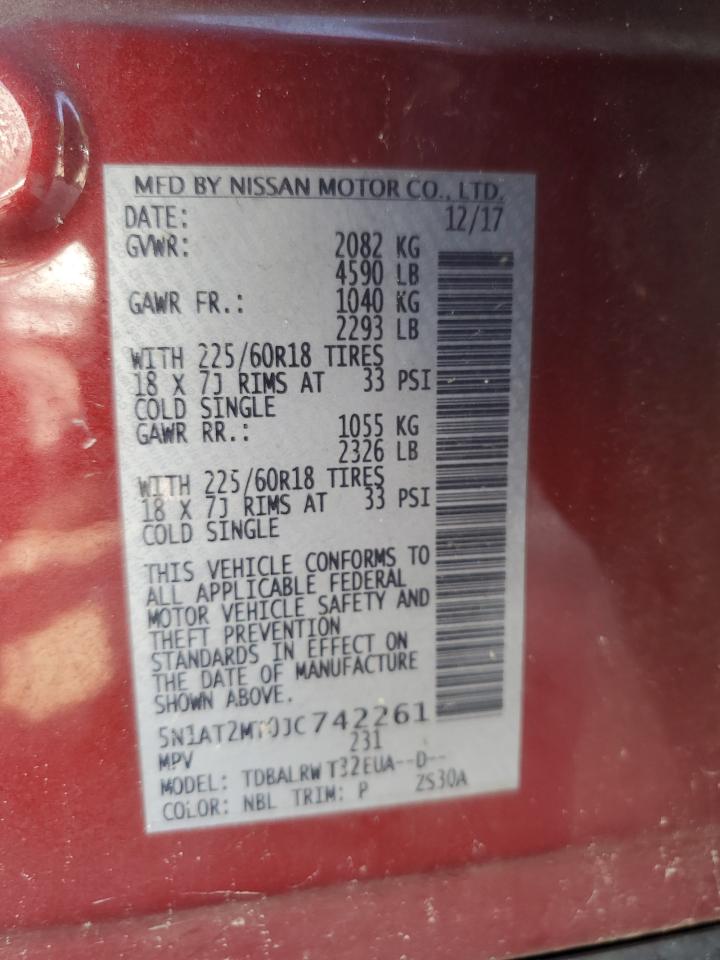 MFD BY NISSAN MOTOR CO., LTD.
DATE: 12/17
GVWR: 2082 KG
4590 LB
GAWR FR.: 1040 KG
2293 LB
WITH 225/60R18 TIRES
18 X 7J RIMS AT 33 PSI
COLD SINGLE
GAWR RR.: 1055 KG
2326 LB
WITH 225/60R18 TIRES
18 X 7J RIMS AT 33 PSI
COLD SINGLE
THIS VEHICLE CONFORMS TO
ALL APPLICABLE FEDERAL
MOTOR VEHICLE SAFETY AND
THEFT PREVENTION
STANDARDS IN EFFECT ON
THE DATE OF MANUFACTURE
SHOWN ABOVE.
5N1AT2MT0JC742261
MPV 231
MODEL: TDBALRW T32EUA--D--
COLOR: NBL TRIM: P 2S30A